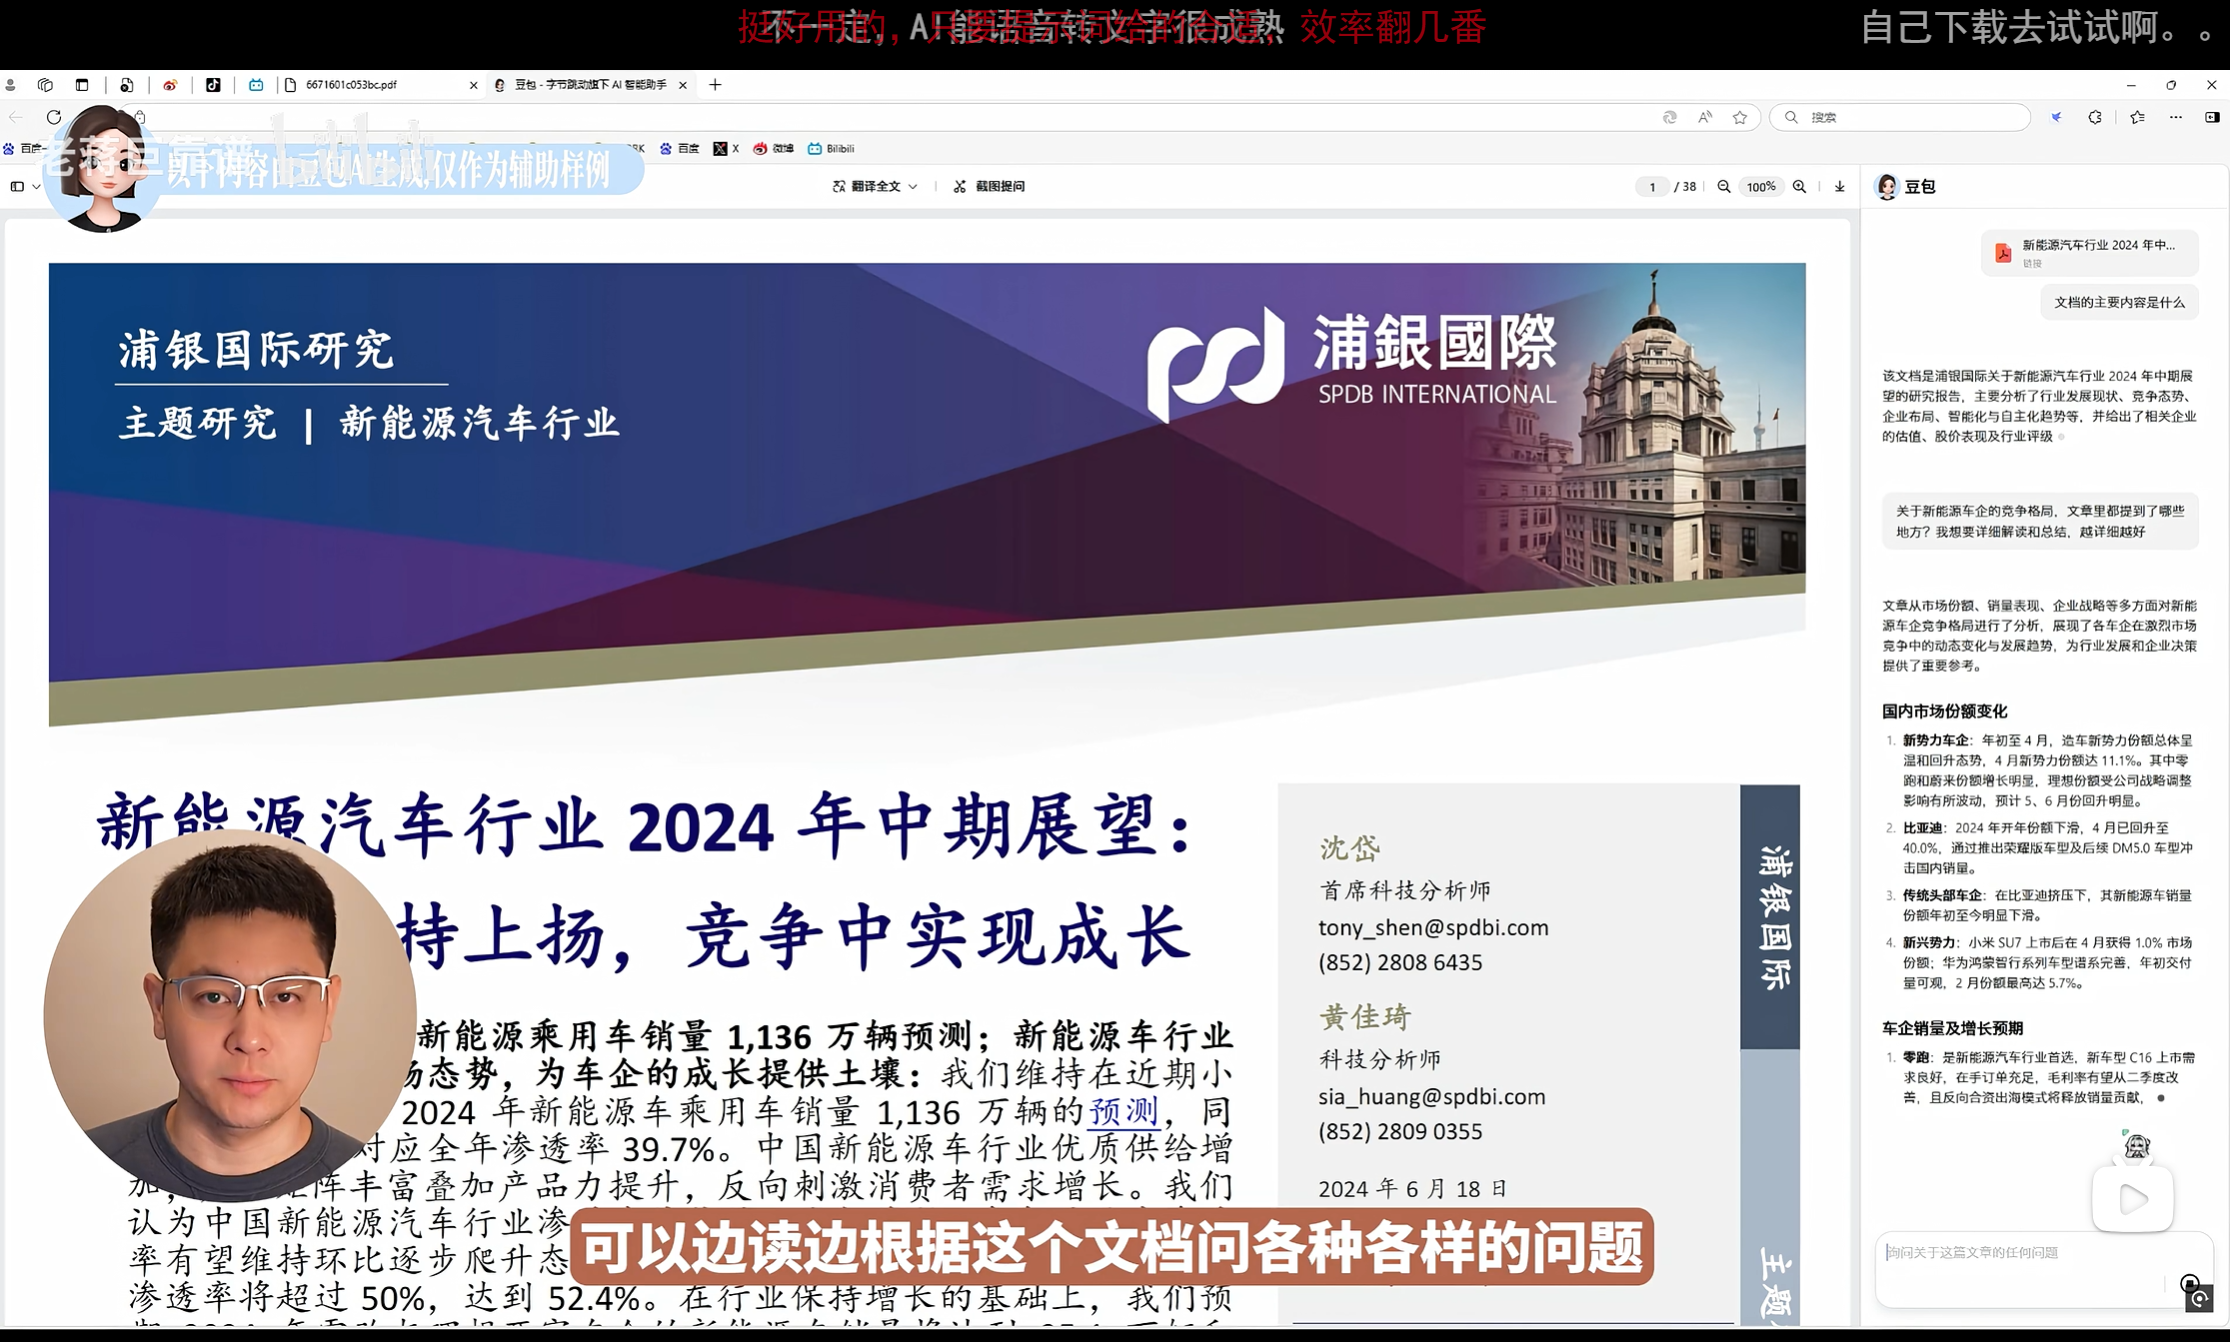 挺好用的，只要提示词给的合适，效率翻几番
不一定，AI能语音转文字很成熟
自己下载去试试啊。。
6671601c053bc.pdf
豆包 - 字节跳动旗下 AI 智能助手
搜索
百度
X
微博
Bilibili
老蒋巨靠谱
bilibili
内容由豆包AI生成,仅作为辅助样例
翻译全文
截图提问
1 / 38
100%
豆包
浦银国际研究
主题研究 | 新能源汽车行业
浦銀國際
SPDB INTERNATIONAL
新能源汽车行业 2024 年中期展望：
持上扬，竞争中实现成长
新能源乘用车销量 1,136 万辆预测；新能源车行业
态势，为车企的成长提供土壤：我们维持在近期小
2024 年新能源车乘用车销量 1,136 万辆的预测，同
对应全年渗透率 39.7%。中国新能源车行业优质供给增
加，
阵丰富叠加产品力提升，反向刺激消费者需求增长。我们
认为中国新能源汽车行业渗
率有望维持环比逐步爬升态
渗透率将超过 50%，达到 52.4%。在行业保持增长的基础上，我们预
沈岱
首席科技分析师
tony_shen@spdbi.com
(852) 2808 6435
黄佳琦
科技分析师
sia_huang@spdbi.com
(852) 2809 0355
2024 年 6 月 18 日
浦银国际
主题
可以边读边根据这个文档问各种各样的问题
新能源汽车行业 2024 年中...
链接
文档的主要内容是什么
该文档是浦银国际关于新能源汽车行业 2024 年中期展
望的研究报告，主要分析了行业发展现状、竞争态势、
企业布局、智能化与自主化趋势等，并给出了相关企业
的估值、股价表现及行业评级
关于新能源车企的竞争格局，文章里都提到了哪些
地方？我想要详细解读和总结，越详细越好
文章从市场份额、销量表现、企业战略等多方面对新能
源车企竞争格局进行了分析，展现了各车企在激烈市场
竞争中的动态变化与发展趋势，为行业发展和企业决策
提供了重要参考。
国内市场份额变化
1. 新势力车企：年初至 4 月，造车新势力份额总体呈
温和回升态势，4 月新势力份额达 11.1%。其中零
跑和蔚来份额增长明显，理想份额受公司战略调整
影响有所波动，预计 5、6 月份回升明显。
2. 比亚迪：2024 年开年份额下滑，4 月已回升至
40.0%，通过推出荣耀版车型及后续 DM5.0 车型冲
击国内销量。
3. 传统头部车企：在比亚迪挤压下，其新能源车销量
份额年初至今明显下滑。
4. 新兴势力：小米 SU7 上市后在 4 月获得 1.0% 市场
份额；华为鸿蒙智行系列车型谱系完善，年初交付
量可观，2 月份额最高达 5.7%。
车企销量及增长预期
1. 零跑：是新能源汽车行业首选，新车型 C16 上市需
求良好，在手订单充足，毛利率有望从二季度改
善，且反向合资出海模式将释放销量贡献，
询问关于这篇文章的任何问题